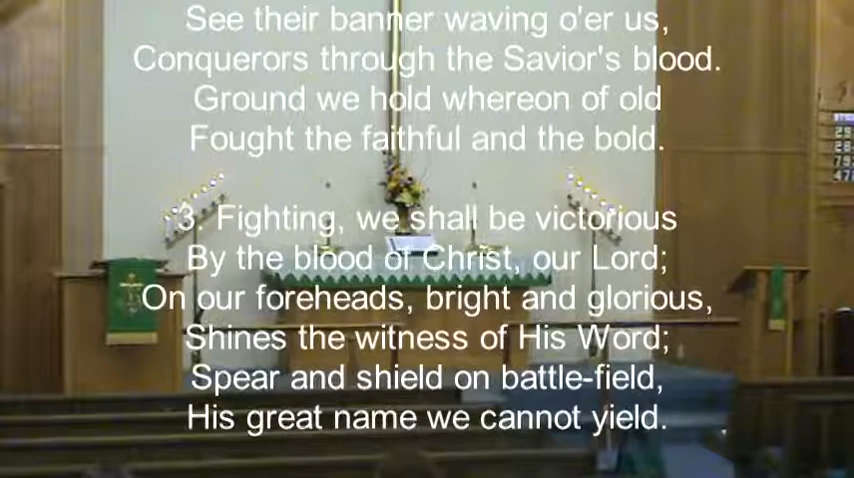 See their banner waving o'er us,
Conquerors through the Savior's blood.
Ground we hold whereon of old
Fought the faithful and the bold.
3. Fighting, we shall be victorious
By the blood of Christ, our Lord;
On our foreheads, bright and glorious,
Shines the witness of His Word;
Spear and shield on battle-field,
His great name we cannot yield.